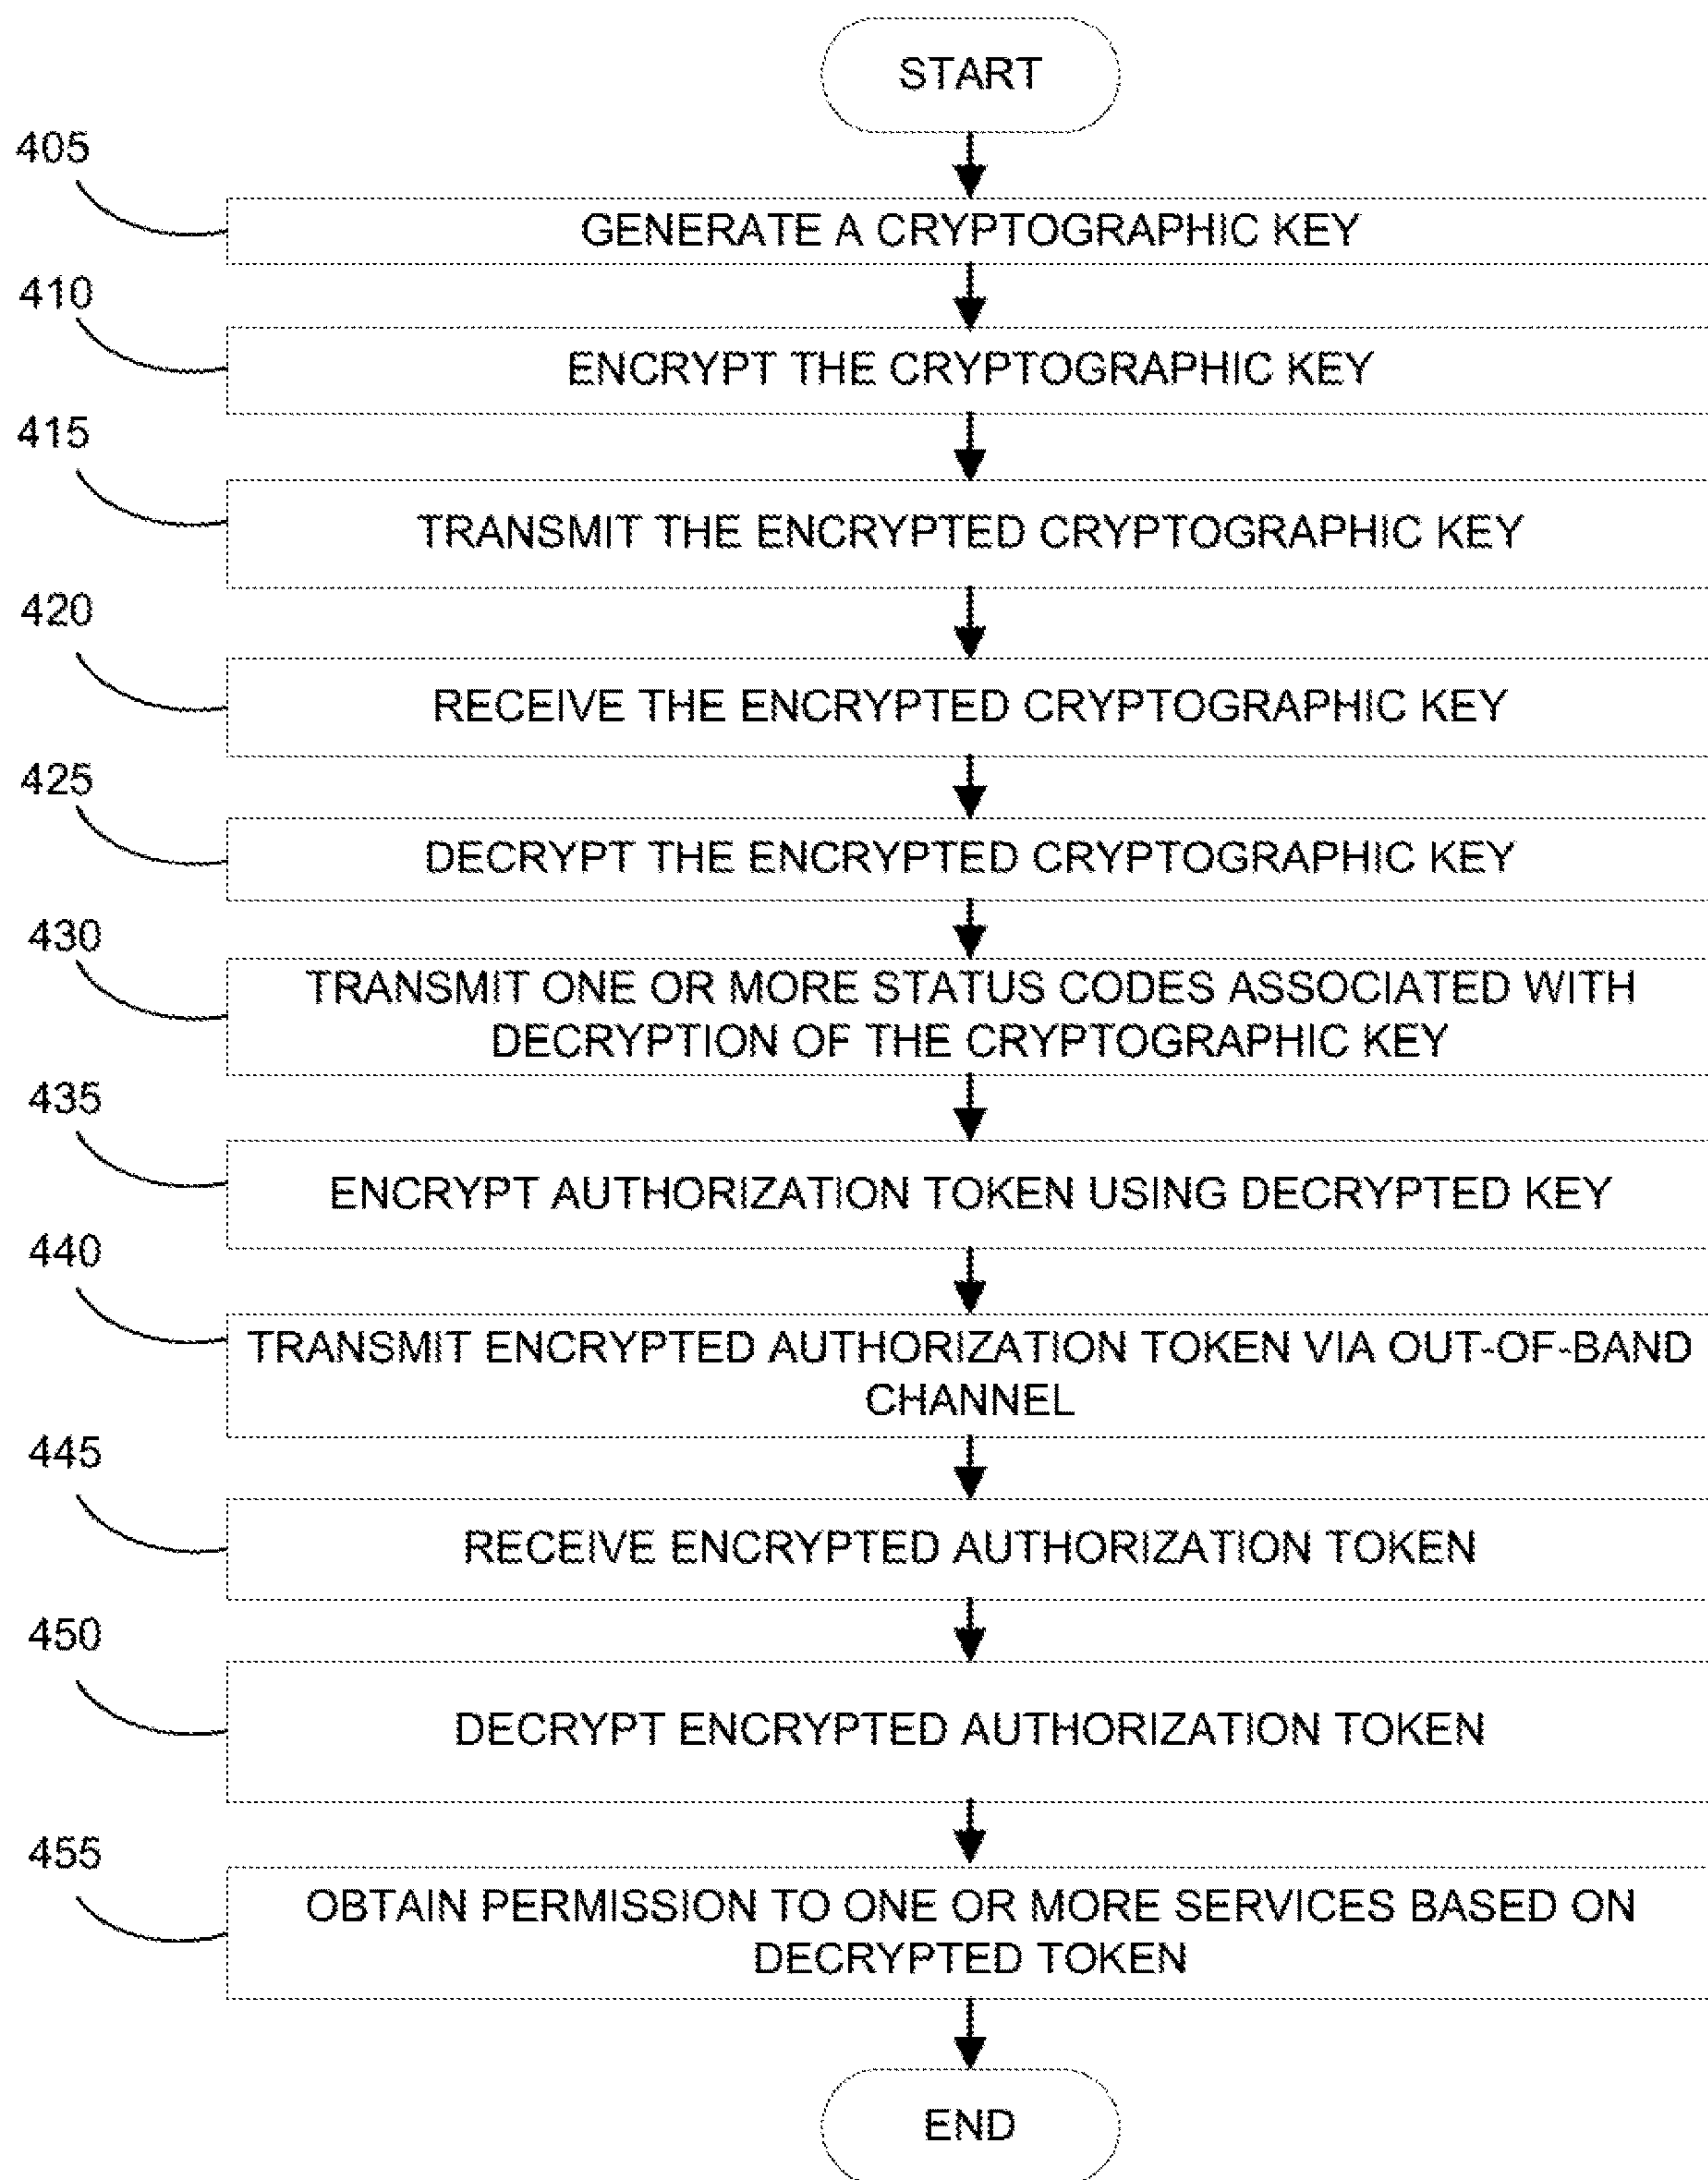 START
405
GENERATE A CRYPTOGRAPHIC KEY
410
ENCRYPT THE CRYPTOGRAPHIC KEY
415
TRANSMIT THE ENCRYPTED CRYPTOGRAPHIC KEY
420
RECEIVE THE ENCRYPTED CRYPTOGRAPHIC KEY
425
DECRYPT THE ENCRYPTED CRYPTOGRAPHIC KEY
430
TRANSMIT ONE OR MORE STATUS CODES ASSOCIATED WITH
DECRYPTION OF THE CRYPTOGRAPHIC KEY
435
ENCRYPT AUTHORIZATION TOKEN USING DECRYPTED KEY
440
TRANSMIT ENCRYPTED AUTHORIZATION TOKEN VIA OUT-OF-BAND
CHANNEL
445
RECEIVE ENCRYPTED AUTHORIZATION TOKEN
450
DECRYPT ENCRYPTED AUTHORIZATION TOKEN
455
OBTAIN PERMISSION TO ONE OR MORE SERVICES BASED ON
DECRYPTED TOKEN
END